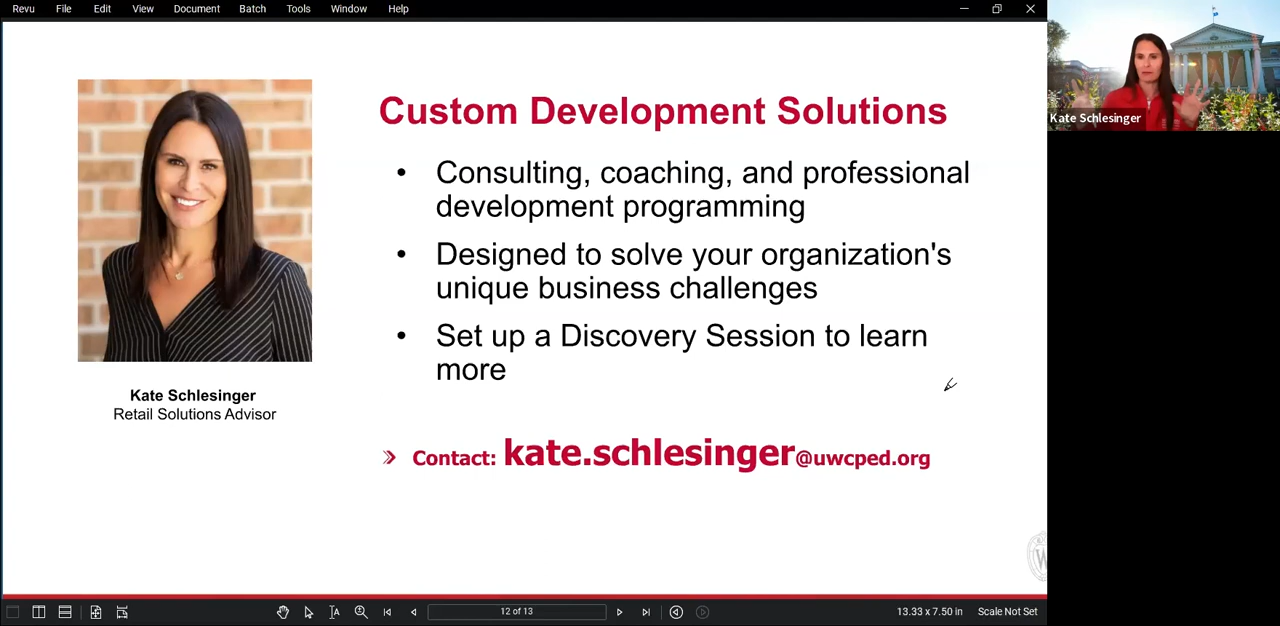 Revu File Edit View Document Batch Tools Window Help
Custom Development Solutions
• Consulting, coaching, and professional
development programming
• Designed to solve your organization's
unique business challenges
• Set up a Discovery Session to learn
more
Kate Schlesinger
Retail Solutions Advisor
» Contact: kate.schlesinger@uwcped.org
Kate Schlesinger
W
12 of 13
13.33 x 7.50 in Scale Not Set